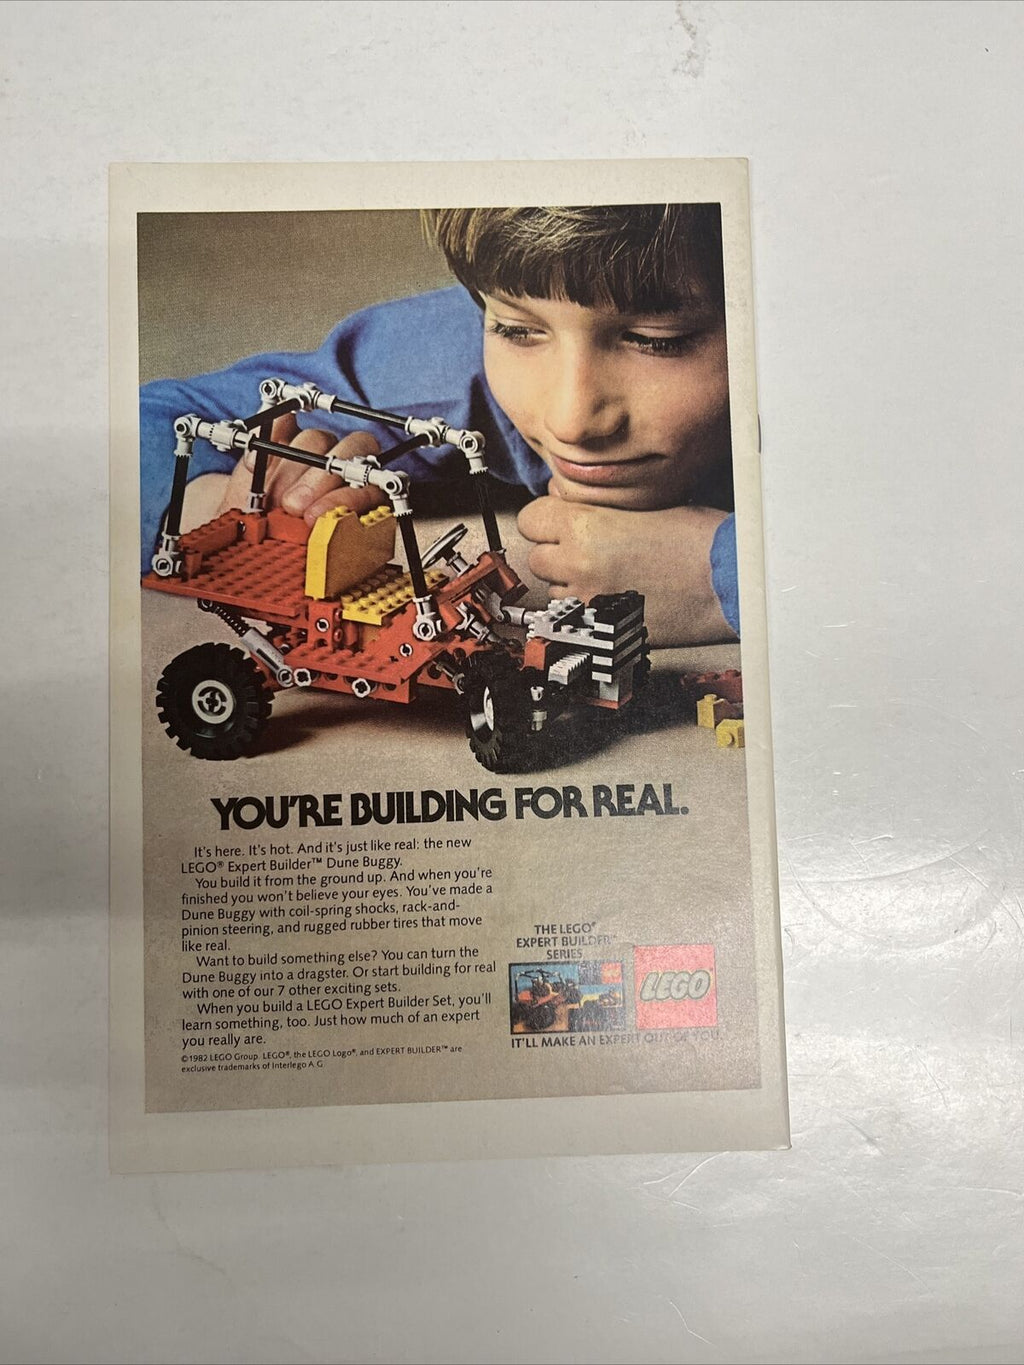 YOU'RE BUILDING FOR REAL.
It's here. It's hot. And it's just like real: the new
LEGO® Expert Builder™ Dune Buggy.
You build it from the ground up. And when you're
finished you won't believe your eyes. You've made a
Dune Buggy with coil-spring shocks, rack-and-
pinion steering, and rugged rubber tires that move
like real.
Want to build something else? You can turn the
Dune Buggy into a dragster. Or start building for real
with one of our 7 other exciting sets.
When you build a LEGO Expert Builder Set, you'll
learn something, too. Just how much of an expert
you really are.
©1982 LEGO Group. LEGO®, the LEGO Logo®, and EXPERT BUILDER™ are
exclusive trademarks of Interlego A.G.
THE LEGO®
EXPERT BUILDER™
SERIES
LEGO
IT'LL MAKE AN EXPERT OUT OF YOU.